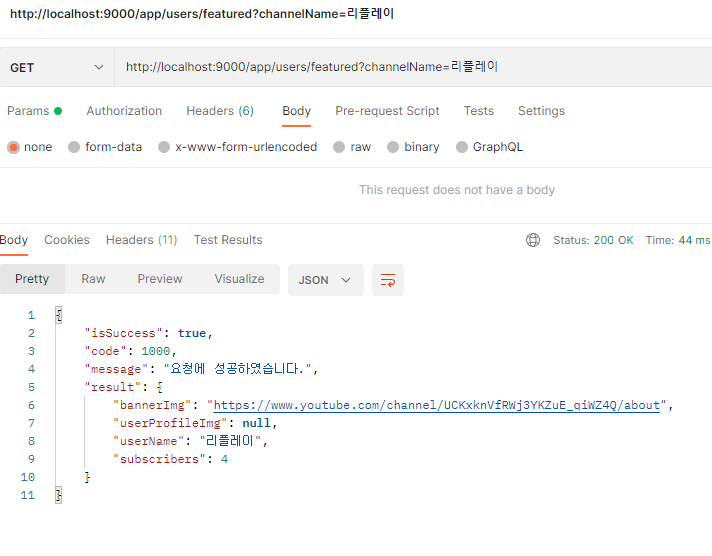 http://localhost:9000/app/users/featured?channelName=리플레이
GET http://localhost:9000/app/users/featured?channelName=리플레이
Params Authorization Headers (6) Body Pre-request Script Tests Settings
none form-data x-www-form-urlencoded raw binary GraphQL
This request does not have a body
Body Cookies Headers (11) Test Results Status: 200 OK Time: 44 ms
Pretty Raw Preview Visualize JSON
1 {
2 "isSuccess": true,
3 "code": 1000,
4 "message": "요청에 성공하였습니다.",
5 "result": {
6 "bannerImg": "https://www.youtube.com/channel/UCKxknVfRWj3YKZuE_qiWZ4Q/about",
7 "userProfileImg": null,
8 "userName": "리플레이",
9 "subscribers": 4
10 }
11 }